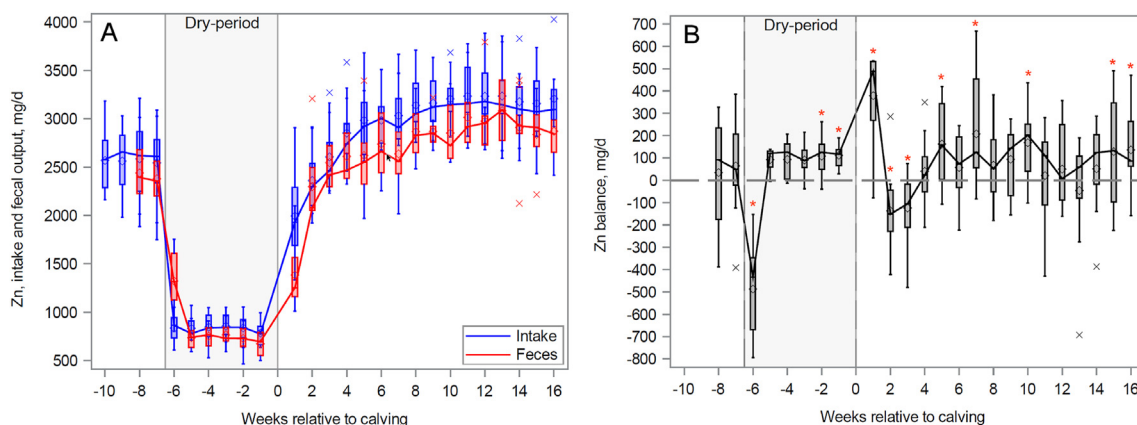 A
Dry-period
Zn, intake and fecal output, mg/d
4000
3500
3000
2500
2000
1500
1000
500
Intake
Feces
-10 -8 -6 -4 -2 0 2 4 6 8 10 12 14 16
Weeks relative to calving
B
Dry-period
Zn balance, mg/d
700
600
500
400
300
200
100
0
-100
-200
-300
-400
-500
-600
-700
-800
-10 -8 -6 -4 -2 0 2 4 6 8 10 12 14 16
Weeks relative to calving